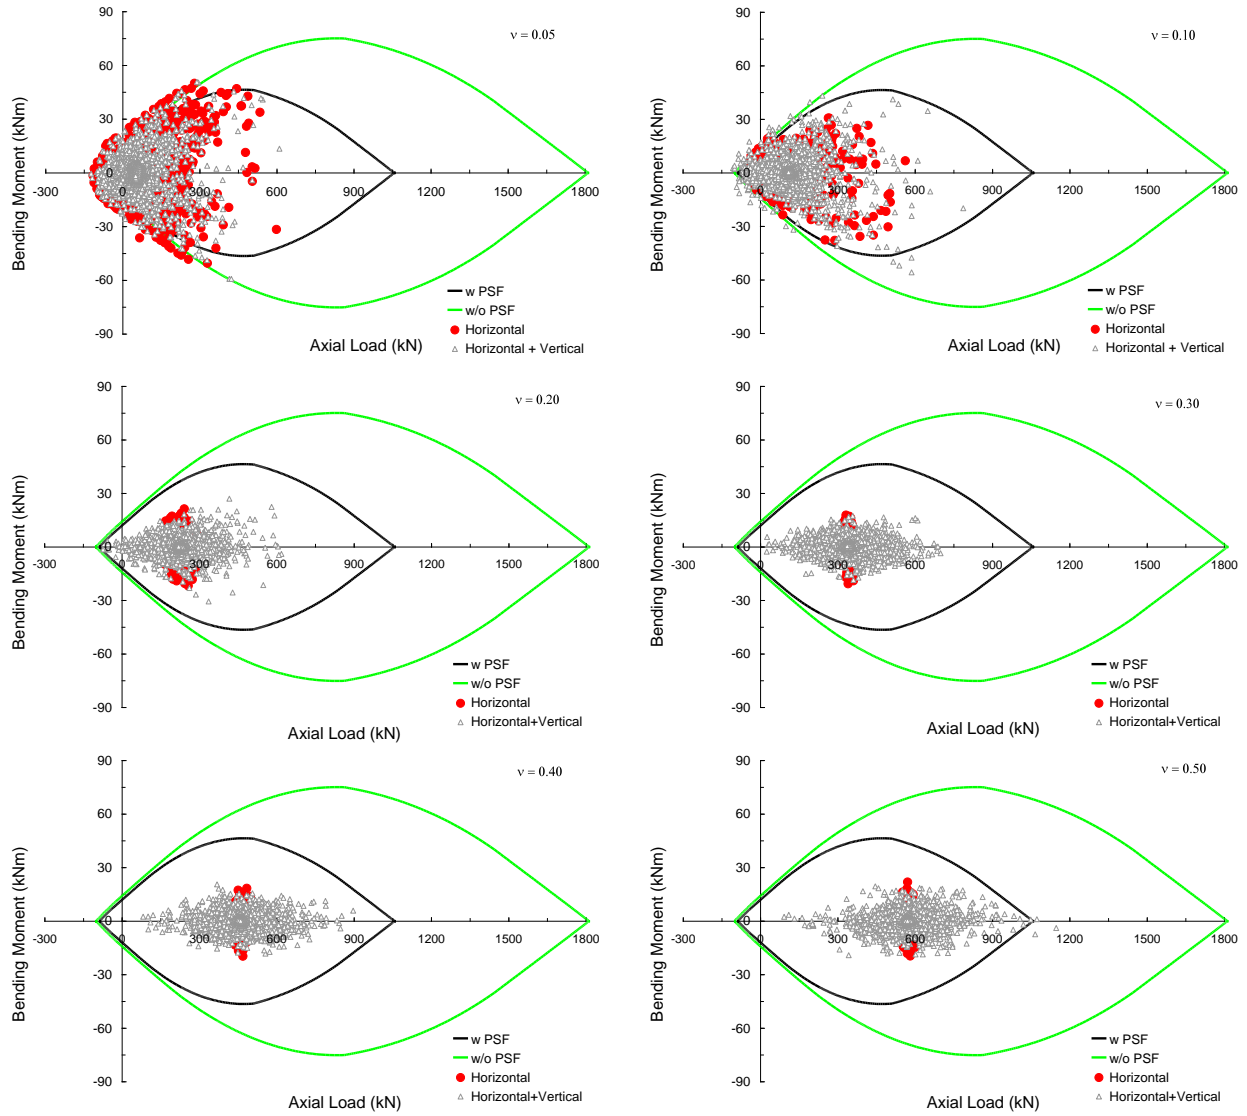 90
60
30
0
-30
-60
-90
-300
0
300
600
900
1200
1500
1800
Bending Moment (kNm)
Axial Load (kN)
ν = 0.05
w PSF
w/o PSF
Horizontal
Horizontal + Vertical
90
60
30
0
-30
-60
-90
-300
0
300
600
900
1200
1500
1800
Bending Moment (kNm)
Axial Load (kN)
ν = 0.10
w PSF
w/o PSF
Horizontal
Horizontal + Vertical
90
60
30
0
-30
-60
-90
-300
0
300
600
900
1200
1500
1800
Bending Moment (kNm)
Axial Load (kN)
ν = 0.20
w PSF
w/o PSF
Horizontal
Horizontal+Vertical
90
60
30
0
-30
-60
-90
-300
0
300
600
900
1200
1500
1800
Bending Moment (kNm)
Axial Load (kN)
ν = 0.30
w PSF
w/o PSF
Horizontal
Horizontal+Vertical
90
60
30
0
-30
-60
-90
-300
0
300
600
900
1200
1500
1800
Bending Moment (kNm)
Axial Load (kN)
ν = 0.40
w PSF
w/o PSF
Horizontal
Horizontal+Vertical
90
60
30
0
-30
-60
-90
-300
0
300
600
900
1200
1500
1800
Bending Moment (kNm)
Axial Load (kN)
ν = 0.50
w PSF
w/o PSF
Horizontal
Horizontal+Vertical